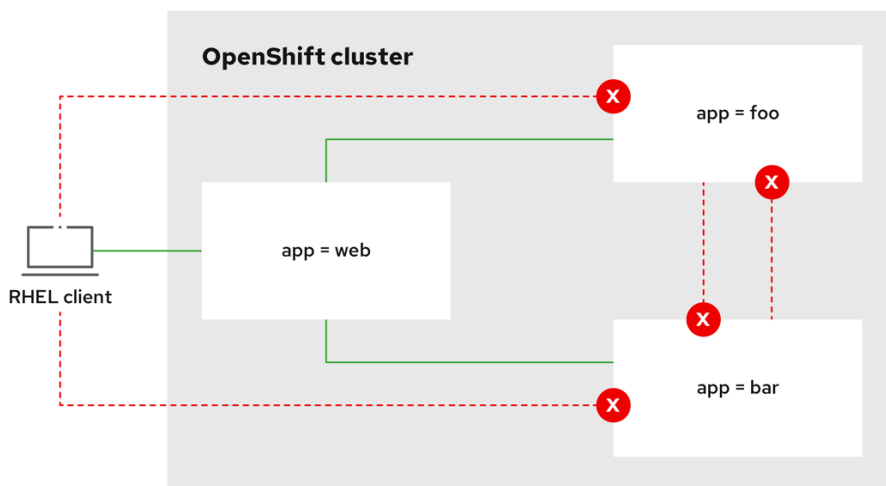 OpenShift cluster
X
app = foo
X
app = web
RHEL client
X
app = bar
X